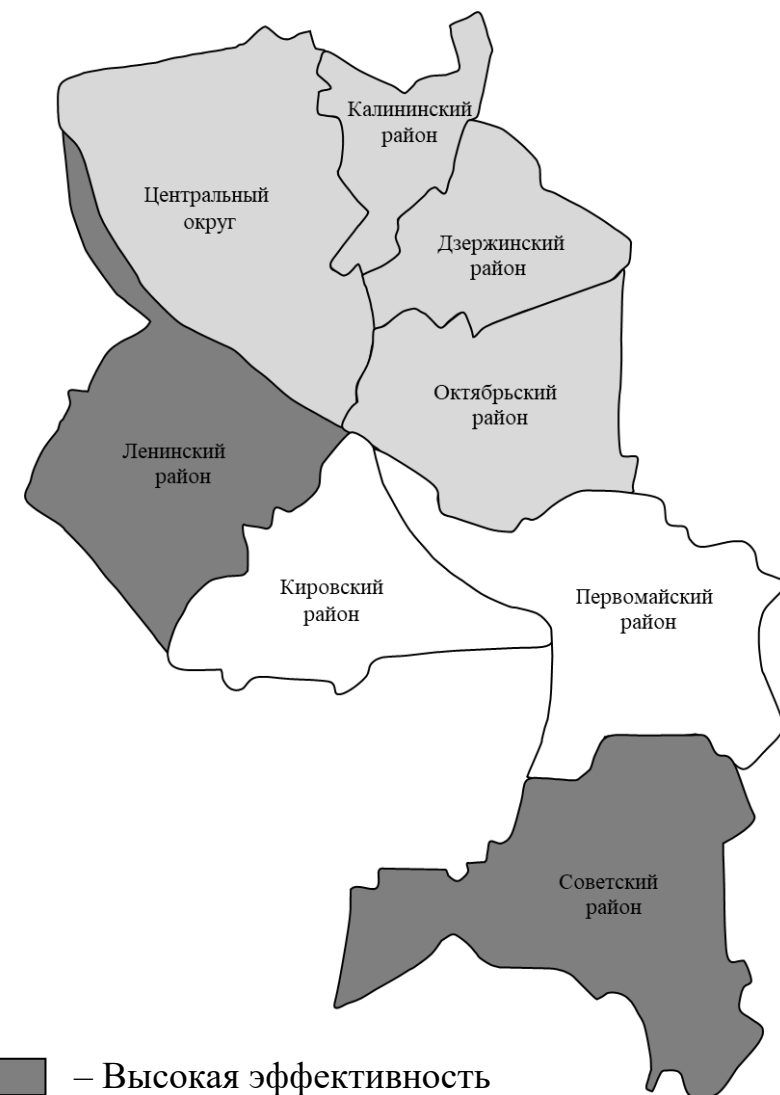 Калининский
район
Центральный
округ
Дзержинский
район
Октябрьский
район
Ленинский
район
Кировский
район
Первомайский
район
Советский
район
– Высокая эффективность